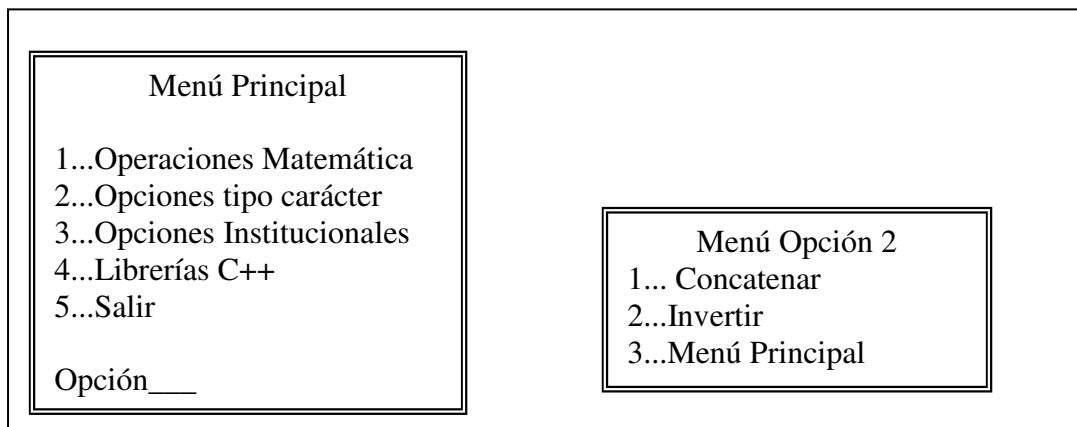 Menú Principal
1...Operaciones Matemática
2...Opciones tipo carácter
3...Opciones Institucionales
4...Librerías C++
5...Salir
Opción___
Menú Opción 2
1... Concatenar
2...Invertir
3...Menú Principal